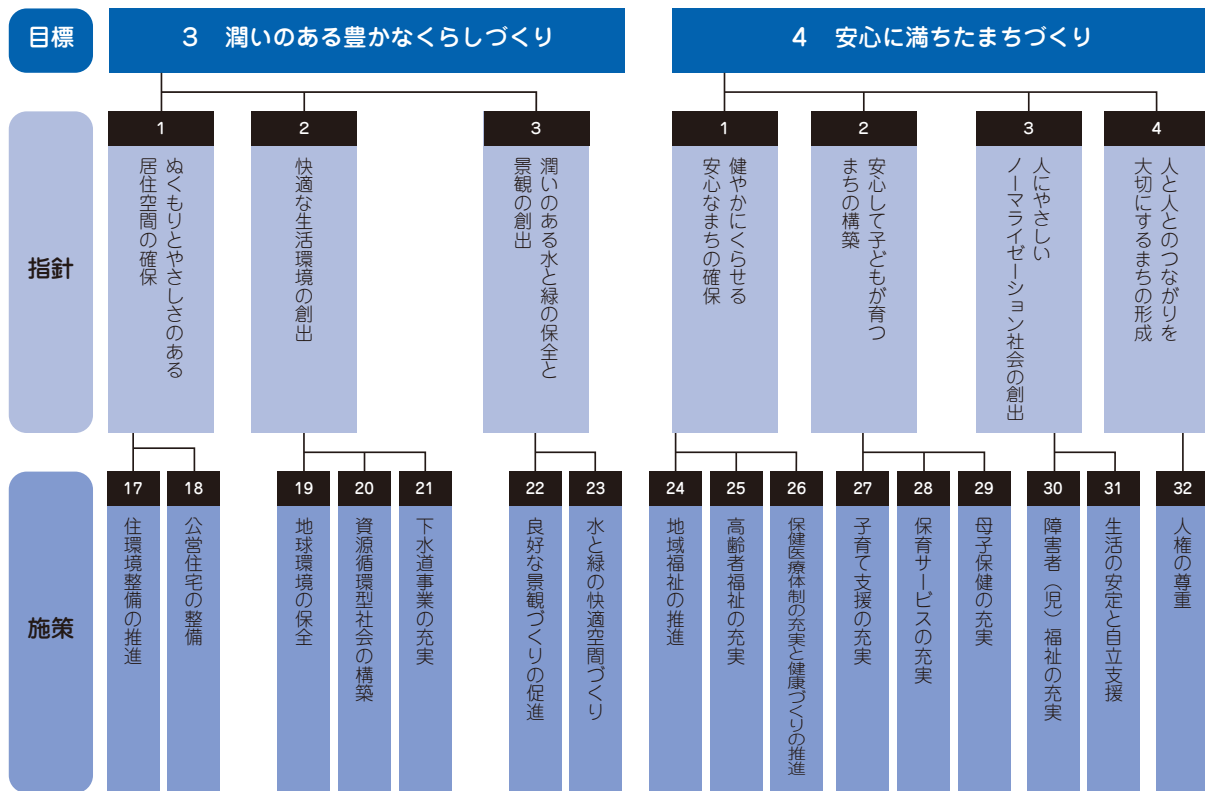 目標
3 潤いのある豊かなくらしづくり
4 安心に満ちたまちづくり
指針
1
ぬくもりとやさしさのある
居住空間の確保
2
快適な生活環境の創出
3
潤いのある水と緑の保全と
景観の創出
1
健やかにくらせる
安心なまちの確保
2
安心して子どもが育つ
まちの構築
3
人にやさしい
ノーマライゼーション社会の創出
4
人と人とのつながりを
大切にするまちの形成
施策
17
住環境整備の推進
18
公営住宅の整備
19
地球環境の保全
20
資源循環型社会の構築
21
下水道事業の充実
22
良好な景観づくりの促進
23
水と緑の快適空間づくり
24
地域福祉の推進
25
高齢者福祉の充実
26
保健医療体制の充実と健康づくりの推進
27
子育て支援の充実
28
保育サービスの充実
29
母子保健の充実
30
障害者（児）福祉の充実
31
生活の安定と自立支援
32
人権の尊重